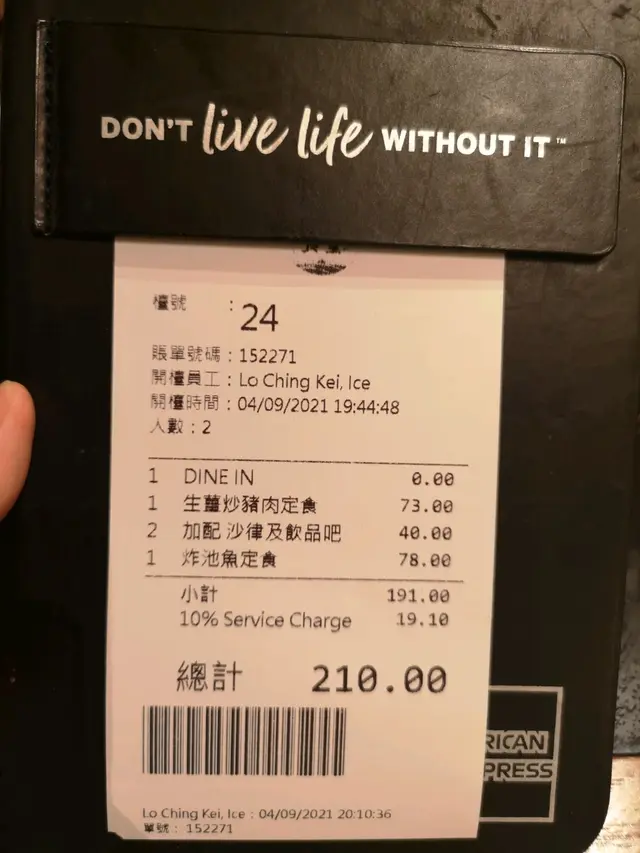 DON'T live life WITHOUT IT™
檯號 : 24
賬單號碼 : 152271
開檯員工 : Lo Ching Kei, Ice
開檯時間 : 04/09/2021 19:44:48
人數 : 2
1 DINE IN 0.00
1 生薑炒豬肉定食 73.00
2 加配 沙律及飲品吧 40.00
1 炸池魚定食 78.00
小計 191.00
10% Service Charge 19.10
總計 210.00
RICAN
PRESS
Lo Ching Kei, Ice : 04/09/2021 20:10:36
單號 : 152271